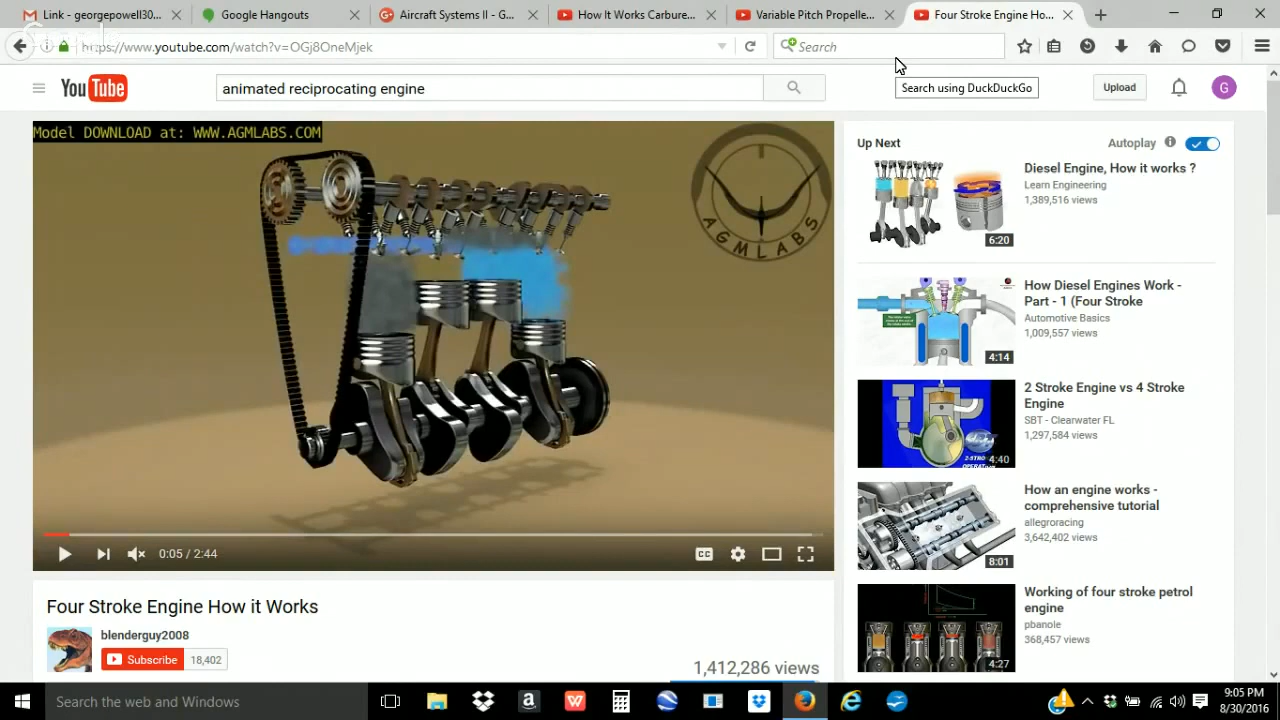 Link - georgepowell30...
Google Hangouts
Aircraft Systems II - G...
How It Works Carbure...
Variable Pitch Propelle...
Four Stroke Engine Ho...
https://www.youtube.com/watch?v=OGj8OneMjek
Search
YouTube
animated reciprocating engine
Search using DuckDuckGo
Upload
G
Model DOWNLOAD at: WWW.AGMLABS.COM
AGMLABS
0:05 / 2:44
CC
Four Stroke Engine How it Works
blenderguy2008
Subscribe
18,402
1,412,286 views
Up Next
Autoplay
Diesel Engine, How it works ?
Learn Engineering
1,389,516 views
6:20
How Diesel Engines Work -
Part - 1 (Four Stroke
Automotive Basics
1,009,557 views
4:14
2 Stroke Engine vs 4 Stroke
Engine
SBT - Clearwater FL
1,297,584 views
4:40
How an engine works -
comprehensive tutorial
allegroracing
3,642,402 views
8:01
Working of four stroke petrol
engine
pbanole
368,457 views
4:27
Search the web and Windows
9:05 PM
8/30/2016